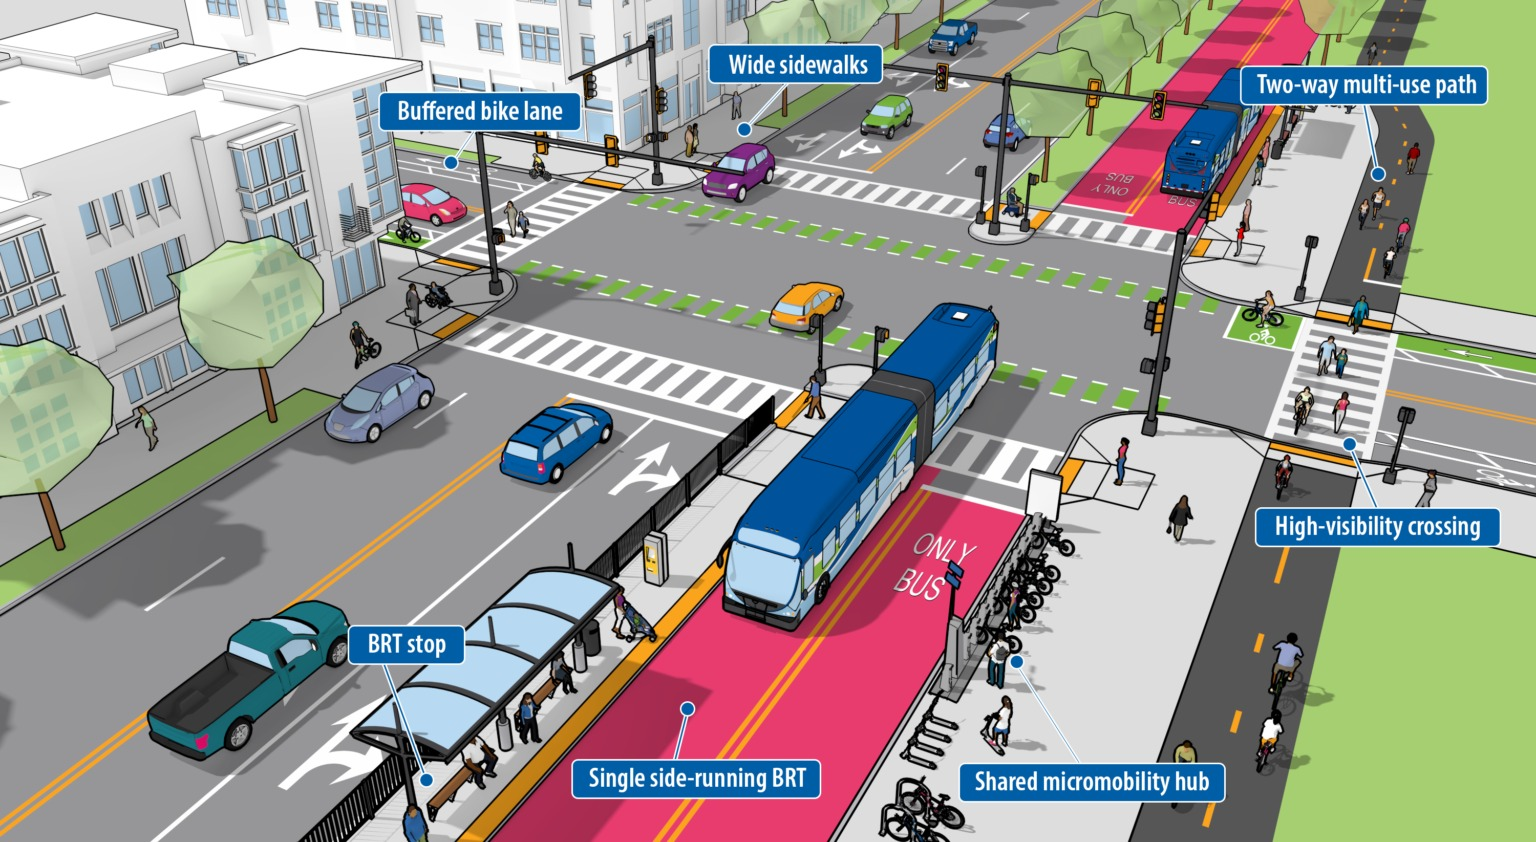 Wide sidewalks
Two-way multi-use path
Buffered bike lane
ONLY
BUS
BUS
High-visibility crossing
ONLY
BUS
BRT stop
Single side-running BRT
Shared micromobility hub